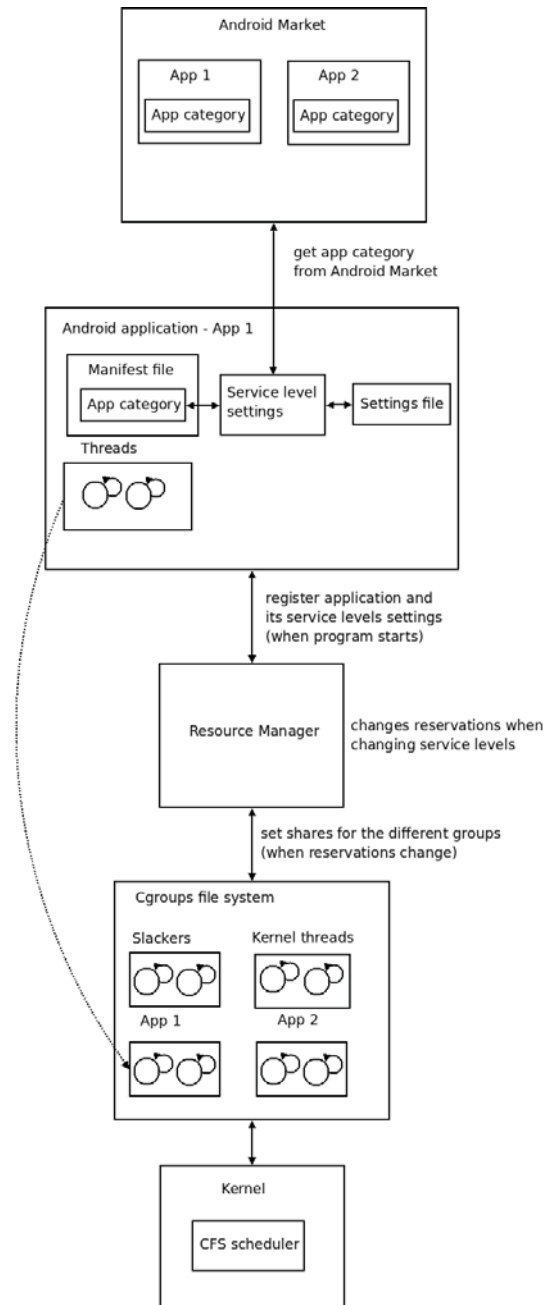 Android Market
App 1
App 2
App category
App category
get app category
from Android Market
Android application - App 1
Manifest file
App category
Service level
settings
Settings file
Threads
register application and
its service levels settings
(when program starts)
Resource Manager
changes reservations when
changing service levels
set shares for the different groups
(when reservations change)
Cgroups file system
Slackers
Kernel threads
App 1
App 2
Kernel
CFS scheduler